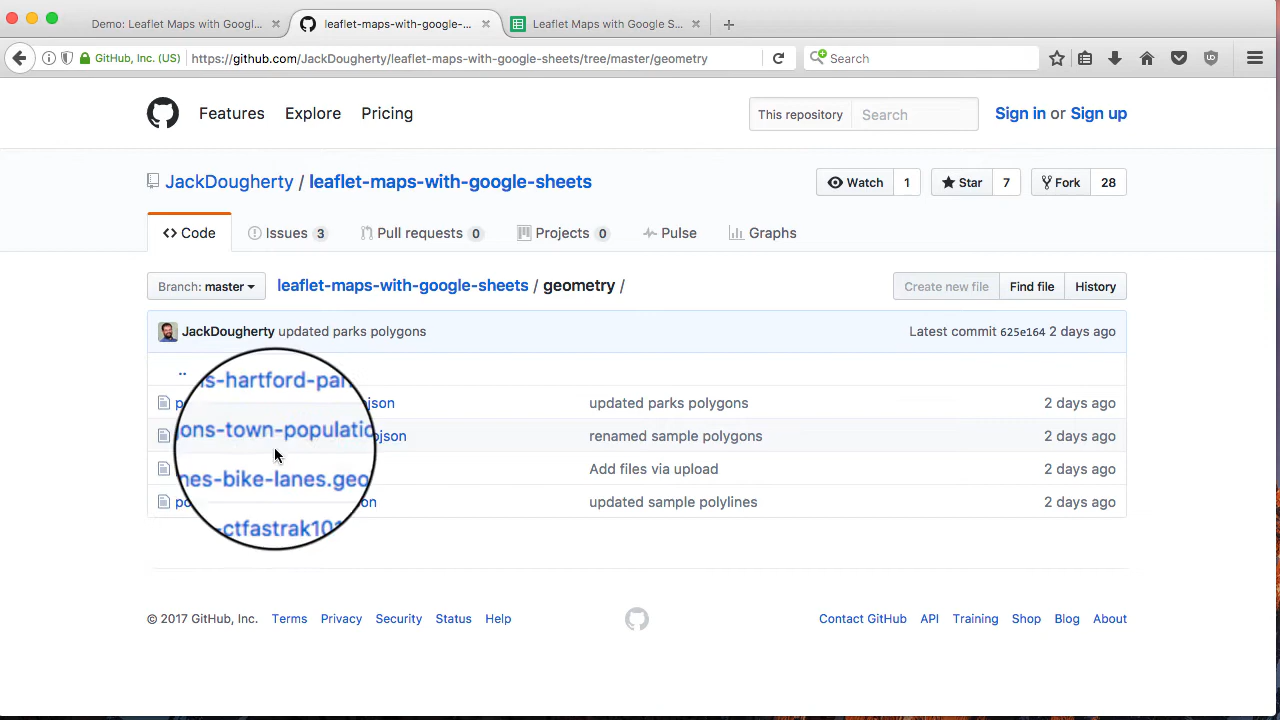 Demo: Leaflet Maps with Googl...
leaflet-maps-with-google-...
Leaflet Maps with Google S...
GitHub, Inc. (US)
https://github.com/JackDougherty/leaflet-maps-with-google-sheets/tree/master/geometry
Search
Features Explore Pricing
This repository Search
Sign in or Sign up
JackDougherty / leaflet-maps-with-google-sheets
Watch 1 Star 7 Fork 28
Code Issues 3 Pull requests 0 Projects 0 Pulse Graphs
Branch: master leaflet-maps-with-google-sheets / geometry / Create new file Find file History
JackDougherty updated parks polygons Latest commit 625e164 2 days ago
..
s-hartford-par
updated parks polygons 2 days ago
ons-town-populatio
renamed sample polygons 2 days ago
nes-bike-lanes.geo
Add files via upload 2 days ago
updated sample polylines 2 days ago
-ctfastrak101
© 2017 GitHub, Inc. Terms Privacy Security Status Help
Contact GitHub API Training Shop Blog About